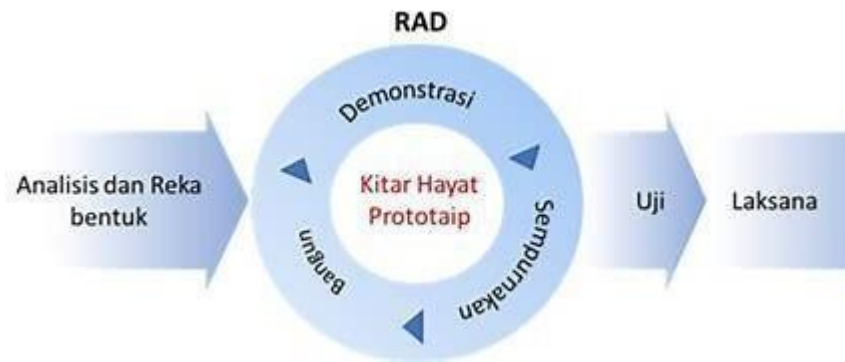 RAD
Analisis dan Reka
bentuk
Demonstrasi
Sempurnakan
Bangun
Kitar Hayat
Prototaip
Uji
Laksana